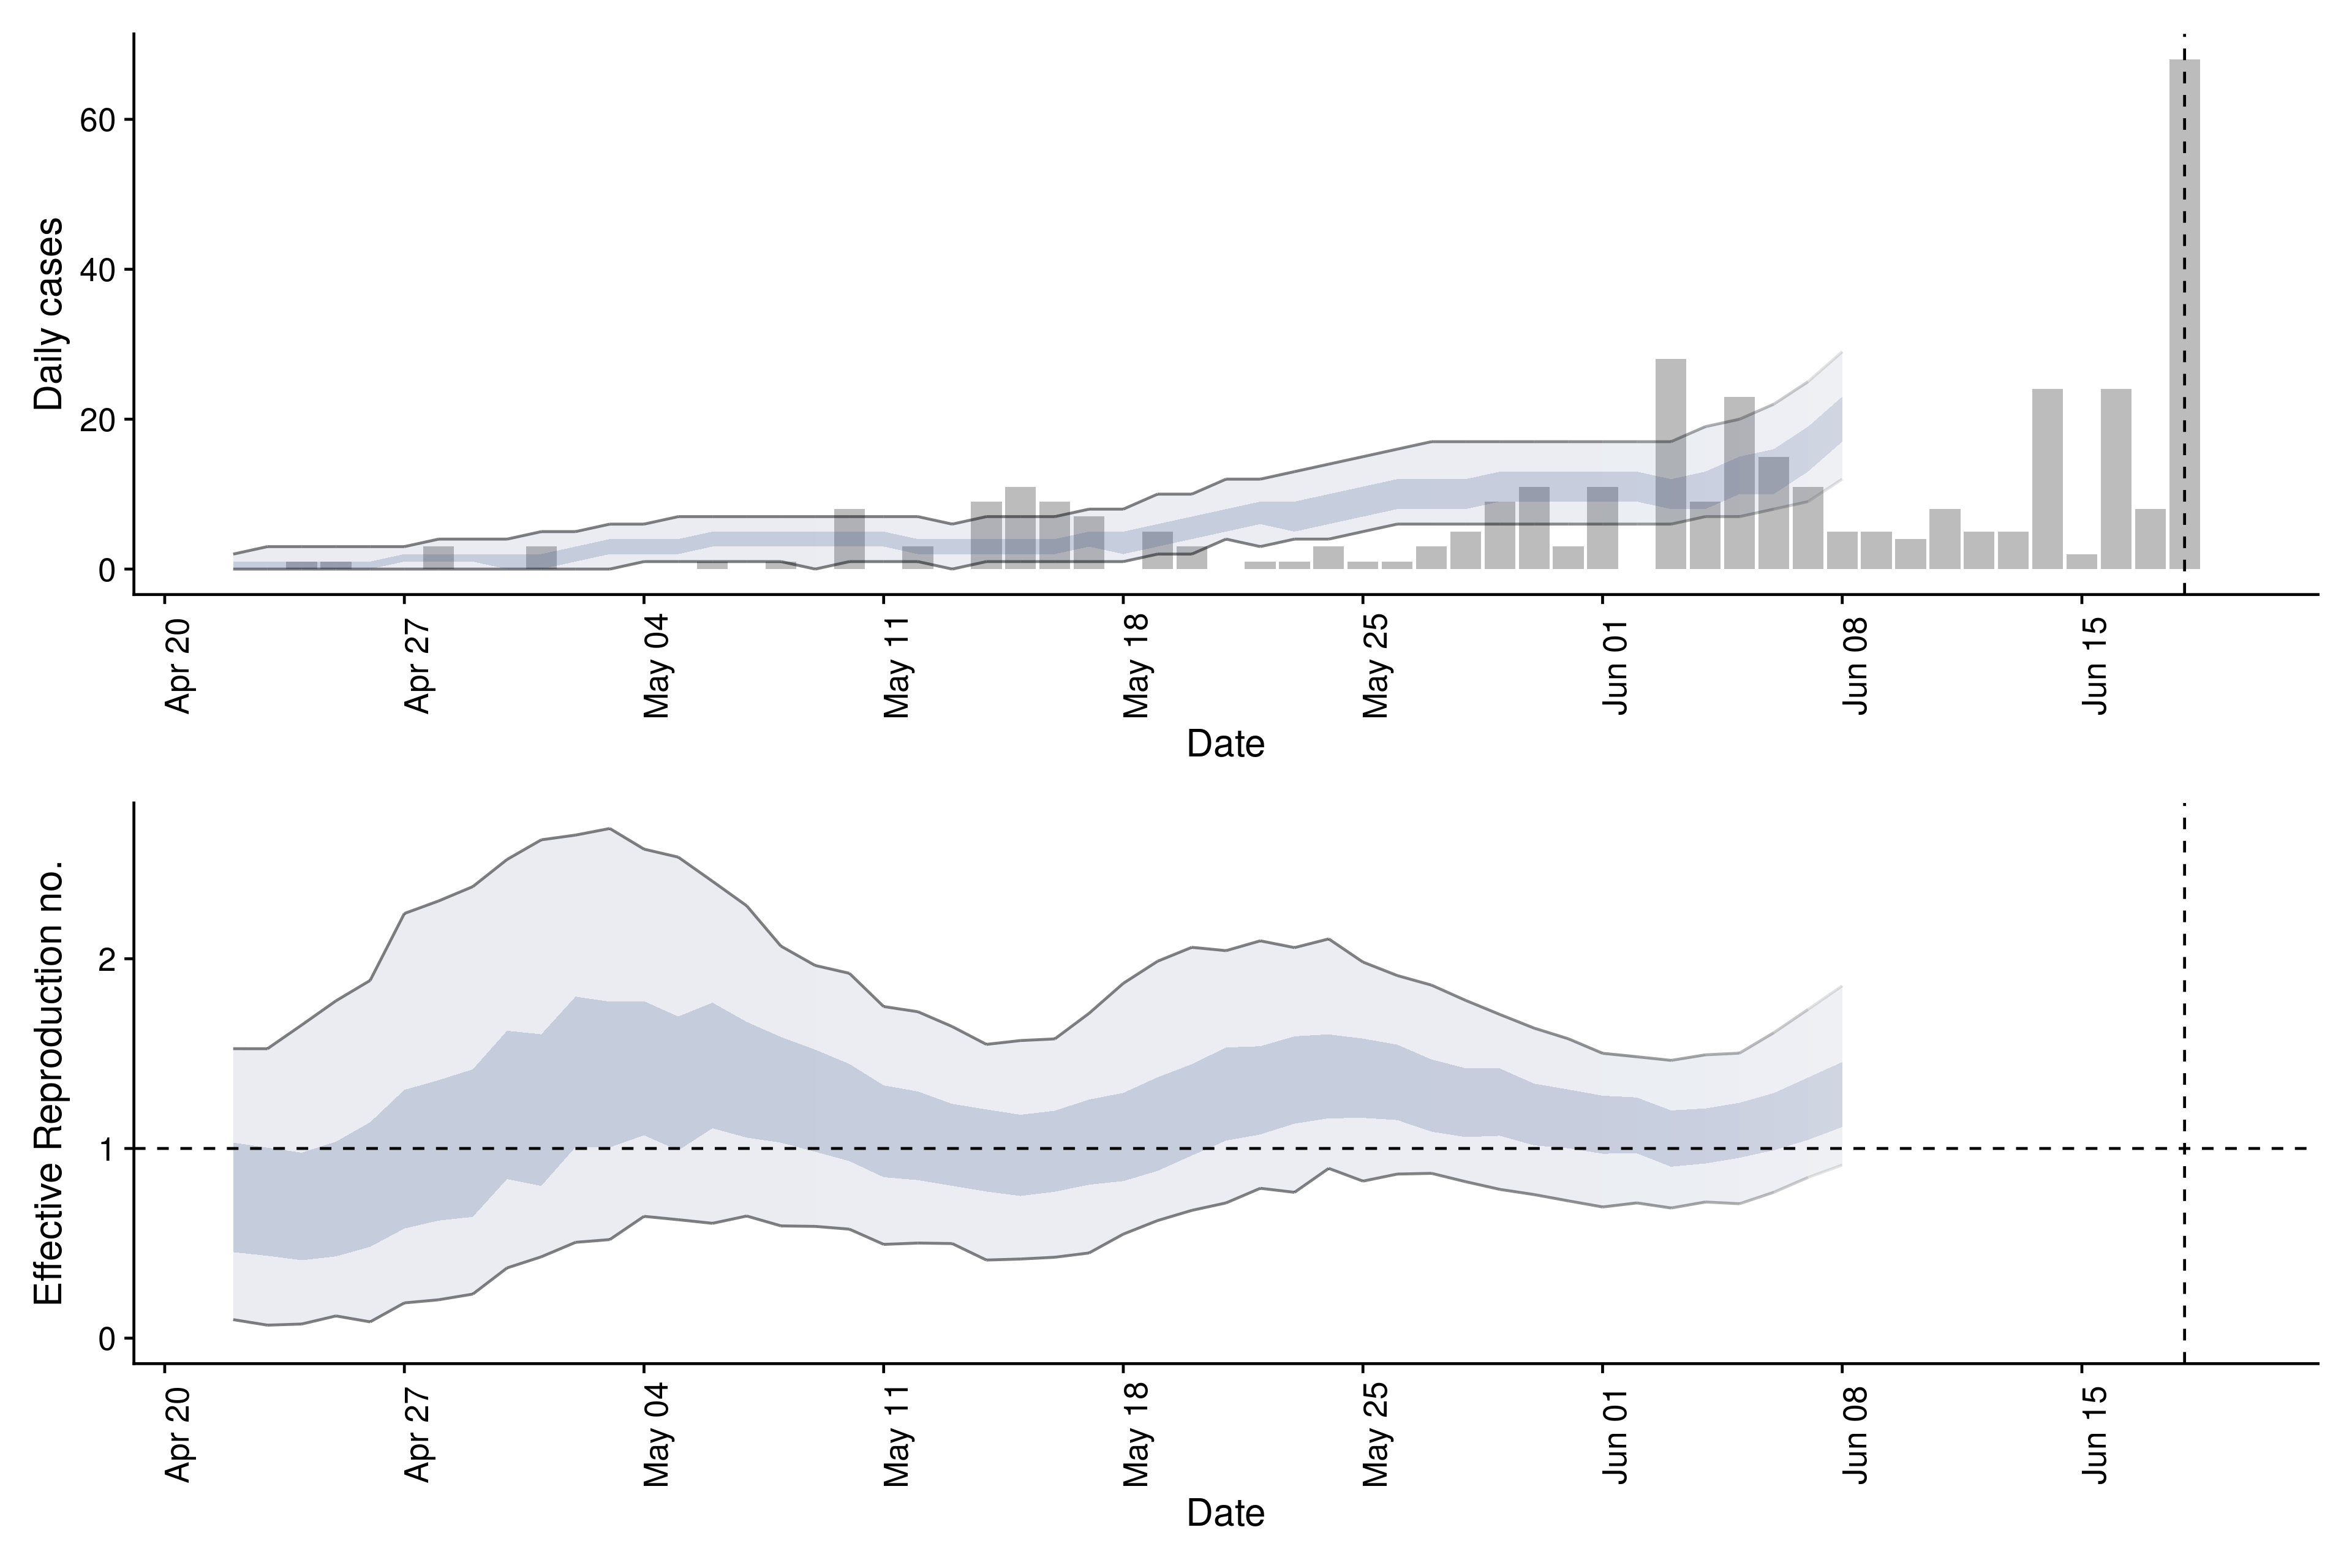 Daily cases
60
40
20
0
Apr 20
Apr 27
May 04
May 11
May 18
May 25
Jun 01
Jun 08
Jun 15
Date
Effective Reproduction no.
2
1
0
Apr 20
Apr 27
May 04
May 11
May 18
May 25
Jun 01
Jun 08
Jun 15
Date